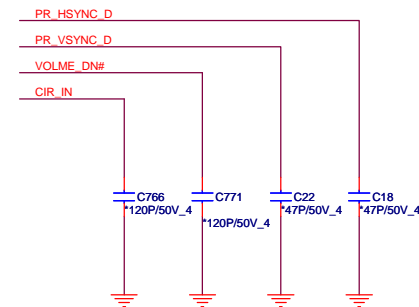 PR_HSYNC_D
PR_VSYNC_D
VOLME_DN#
CIR_IN
C766
*120P/50V_4
C771
*120P/50V_4
C22
*47P/50V_4
C18
*47P/50V_4